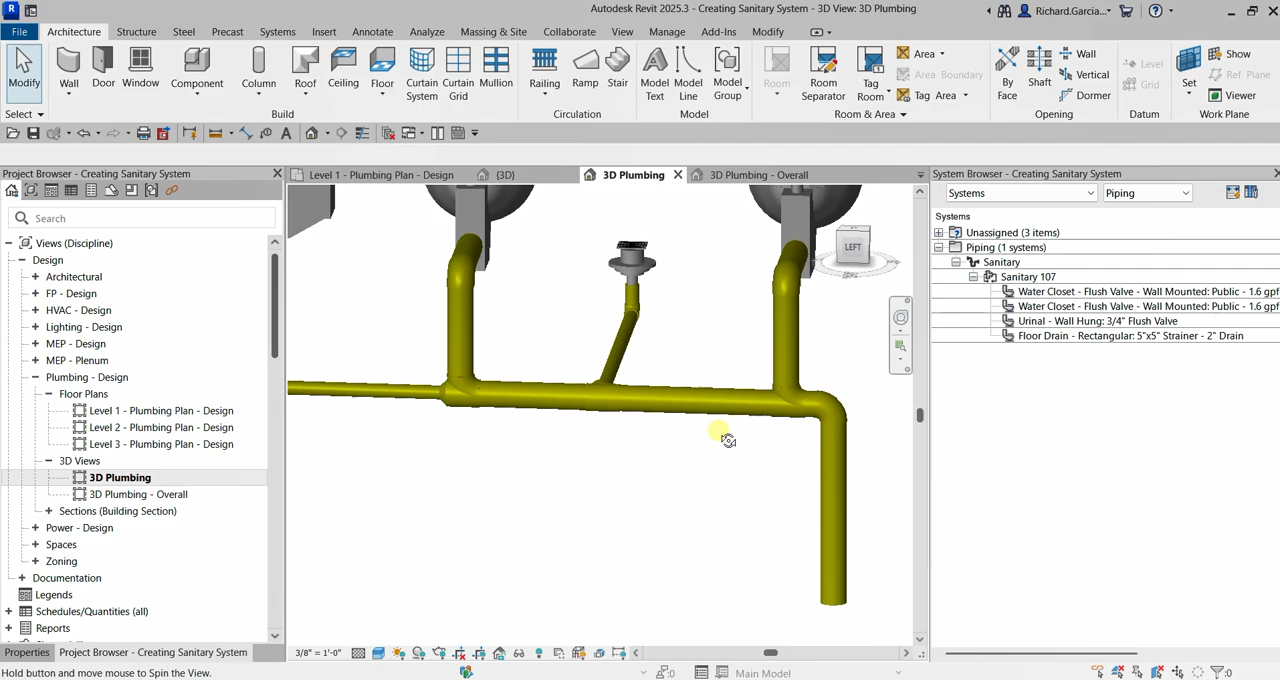 Autodesk Revit 2025.3 - Creating Sanitary System - 3D View: 3D Plumbing
Richard.Garcia...
File
Architecture
Structure
Steel
Precast
Systems
Insert
Annotate
Analyze
Massing & Site
Collaborate
View
Manage
Add-Ins
Modify
Modify
Wall
Door
Window
Component
Column
Roof
Ceiling
Floor
Curtain System
Curtain Grid
Mullion
Railing
Ramp
Stair
Model Text
Model Line
Model Group
Room
Room Separator
Tag Room
Area
Area Boundary
Tag Area
By Face
Shaft
Wall
Vertical
Dormer
Level
Grid
Set
Show
Ref Plane
Viewer
Select
Build
Circulation
Model
Room & Area
Opening
Datum
Work Plane
Project Browser - Creating Sanitary System
Search
Views (Discipline)
Design
Architectural
FP - Design
HVAC - Design
Lighting - Design
MEP - Design
MEP - Plenum
Plumbing - Design
Floor Plans
Level 1 - Plumbing Plan - Design
Level 2 - Plumbing Plan - Design
Level 3 - Plumbing Plan - Design
3D Views
3D Plumbing
3D Plumbing - Overall
Sections (Building Section)
Power - Design
Spaces
Zoning
Documentation
Legends
Schedules/Quantities (all)
Reports
Properties
Project Browser - Creating Sanitary System
Level 1 - Plumbing Plan - Design
{3D}
3D Plumbing
3D Plumbing - Overall
LEFT
3/8" = 1'-0"
System Browser - Creating Sanitary System
Systems
Piping
Systems
Unassigned (3 items)
Piping (1 systems)
Sanitary
Sanitary 107
Water Closet - Flush Valve - Wall Mounted: Public - 1.6 gpf
Water Closet - Flush Valve - Wall Mounted: Public - 1.6 gpf
Urinal - Wall Hung: 3/4" Flush Valve
Floor Drain - Rectangular: 5"x5" Strainer - 2" Drain
Hold button and move mouse to Spin the View.
:0
Main Model
:0